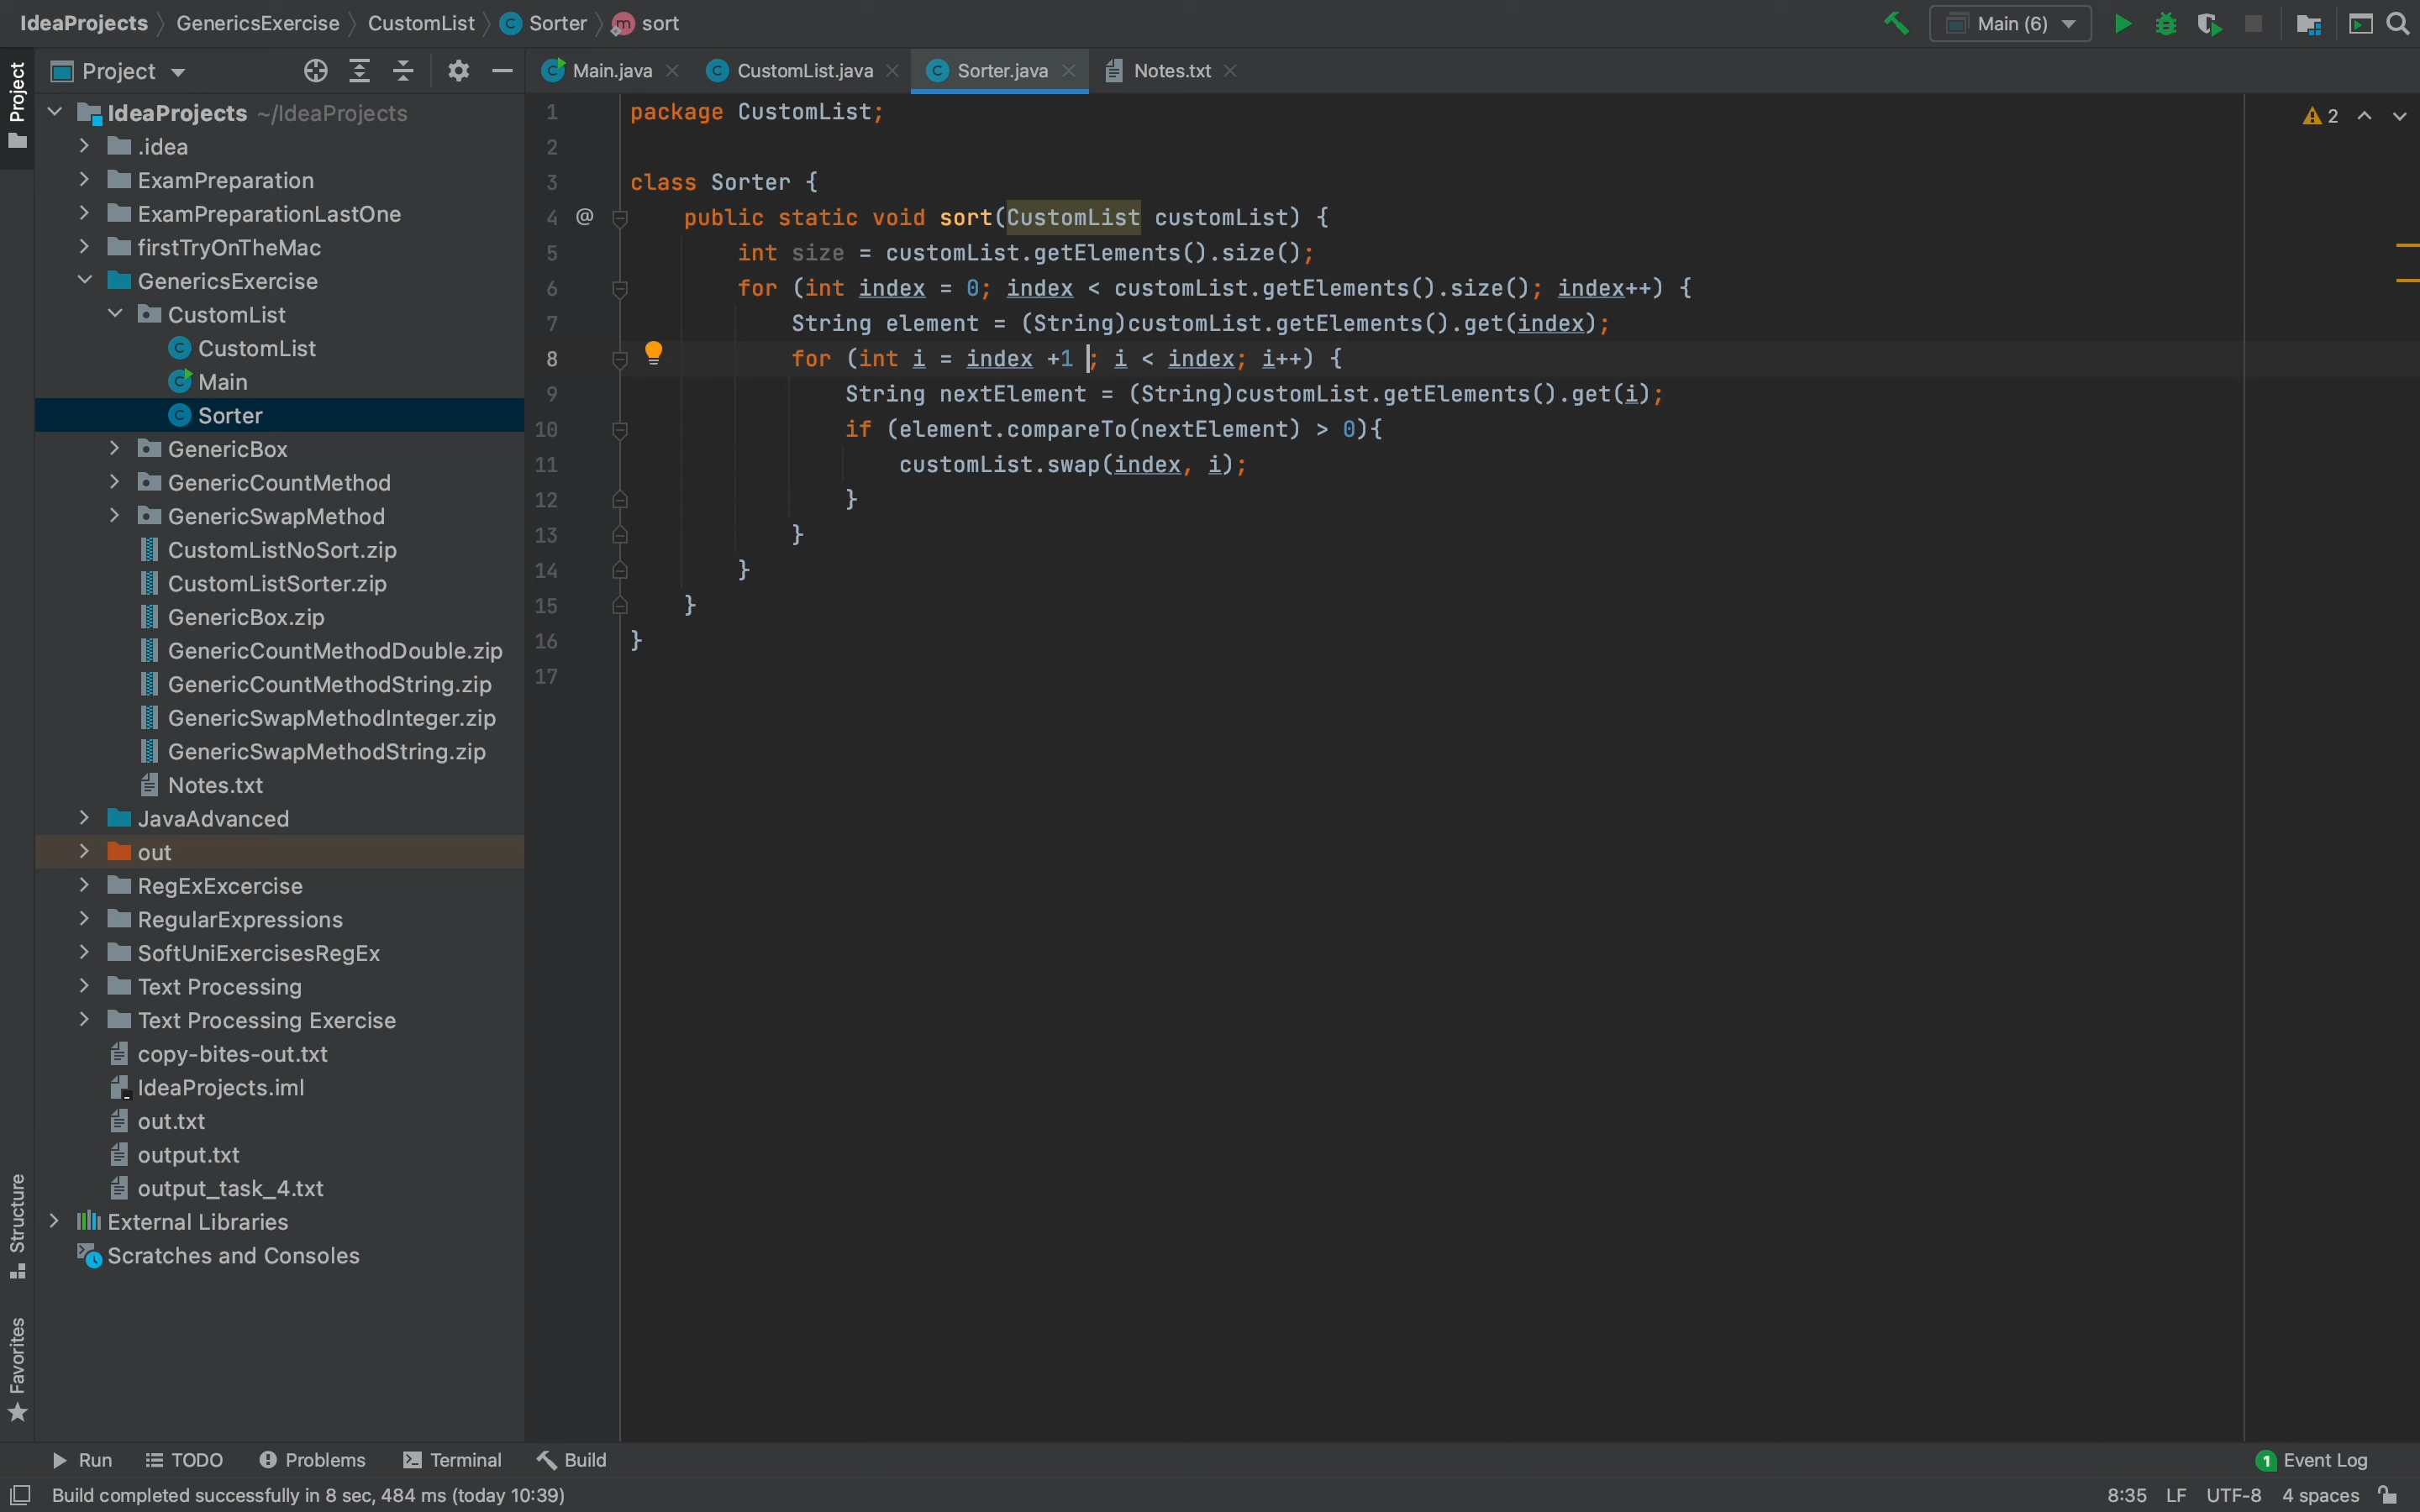 IdeaProjects GenericsExercise CustomList Sorter sort
Main (6)
Project
Main.java CustomList.java Sorter.java Notes.txt
Project
Structure
Favorites
IdeaProjects ~/IdeaProjects
.idea
ExamPreparation
ExamPreparationLastOne
firstTryOnTheMac
GenericsExercise
CustomList
CustomList
Main
Sorter
GenericBox
GenericCountMethod
GenericSwapMethod
CustomListNoSort.zip
CustomListSorter.zip
GenericBox.zip
GenericCountMethodDouble.zip
GenericCountMethodString.zip
GenericSwapMethodInteger.zip
GenericSwapMethodString.zip
Notes.txt
JavaAdvanced
out
RegExExcercise
RegularExpressions
SoftUniExercisesRegEx
Text Processing
Text Processing Exercise
copy-bites-out.txt
IdeaProjects.iml
out.txt
output.txt
output_task_4.txt
External Libraries
Scratches and Consoles
1 package CustomList;
2
3 class Sorter {
4 @ public static void sort(CustomList customList) {
5 int size = customList.getElements().size();
6 for (int index = 0; index < customList.getElements().size(); index++) {
7 String element = (String)customList.getElements().get(index);
8 for (int i = index +1 ; i < index; i++) {
9 String nextElement = (String)customList.getElements().get(i);
10 if (element.compareTo(nextElement) > 0){
11 customList.swap(index, i);
12 }
13 }
14 }
15 }
16 }
17
2
Run TODO Problems Terminal Build
1 Event Log
Build completed successfully in 8 sec, 484 ms (today 10:39)
8:35 LF UTF-8 4 spaces